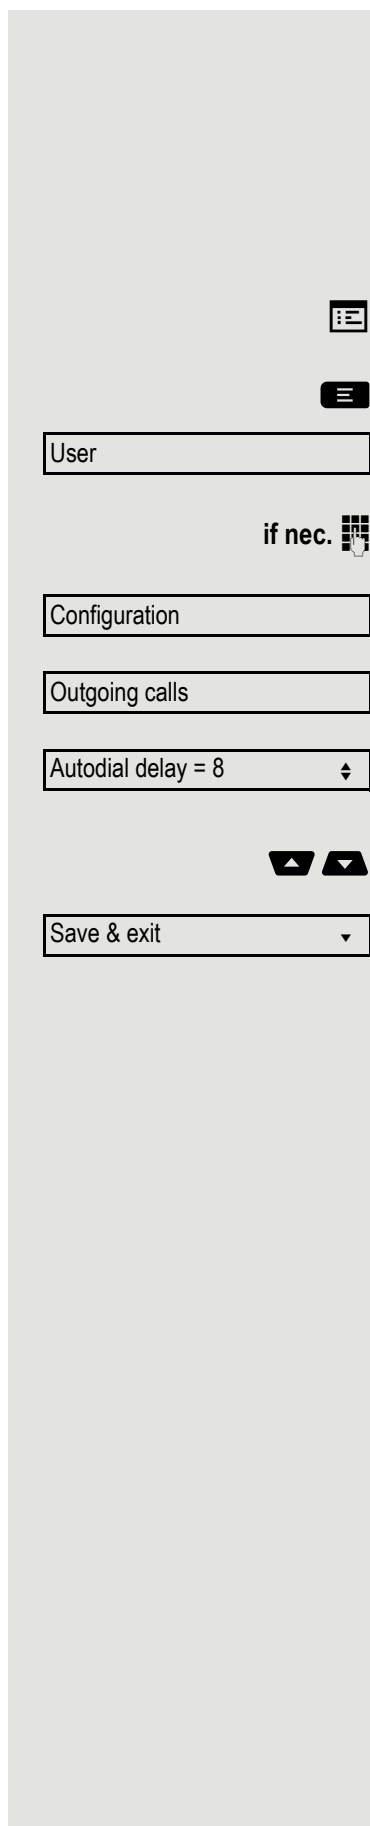 User
if nec.
Configuration
Outgoing calls
Autodial delay = 8
Save & exit